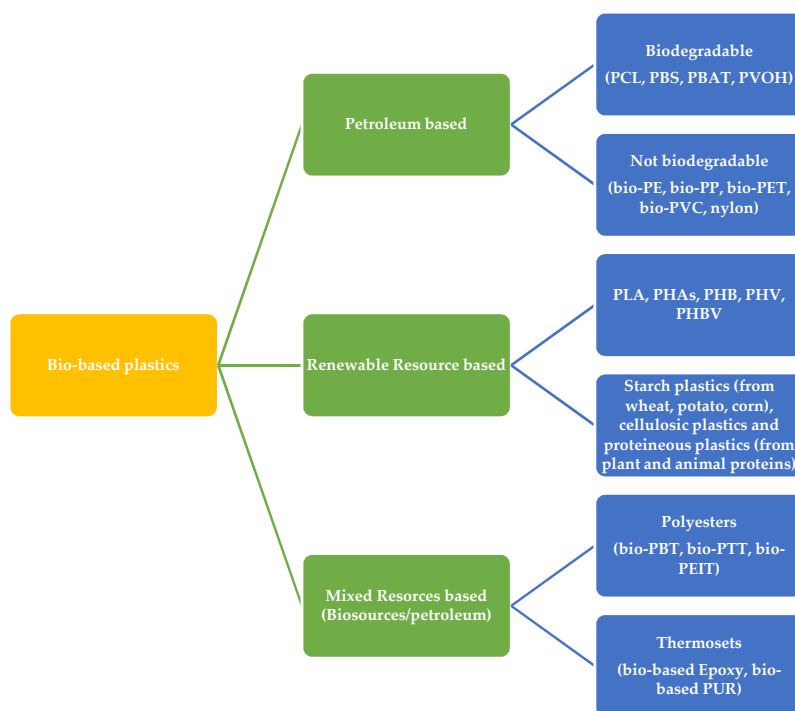 Bio-based plastics
Petroleum based
Biodegradable
(PCL, PBS, PBAT, PVOH)
Not biodegradable
(bio-PE, bio-PP, bio-PET,
bio-PVC, nylon)
Renewable Resource based
PLA, PHAs, PHB, PHV,
PHBV
Starch plastics (from
wheat, potato, corn),
cellulosic plastics and
proteineous plastics (from
plant and animal proteins)
Mixed Resorces based
(Biosources/petroleum)
Polyesters
(bio-PBT, bio-PTT, bio-
PEIT)
Thermosets
(bio-based Epoxy, bio-
based PUR)